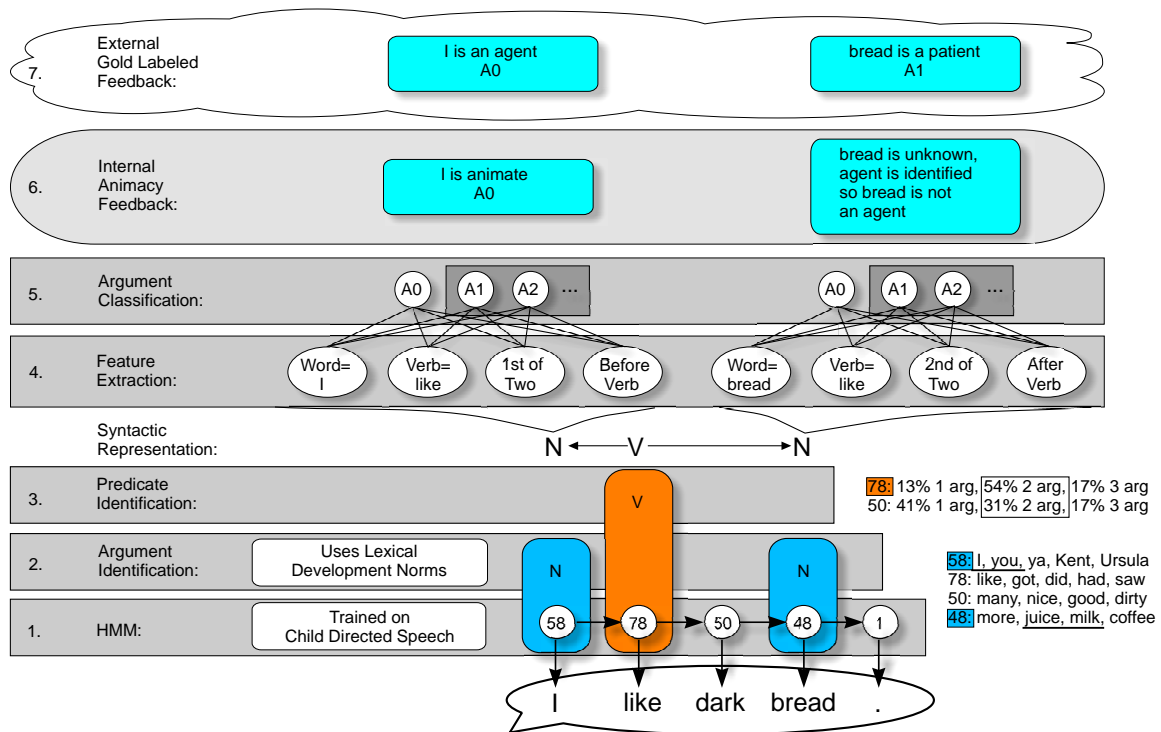 7.
External
Gold Labeled
Feedback:
I is an agent
A0
bread is a patient
A1
6.
Internal
Animacy
Feedback:
I is animate
A0
bread is unknown,
agent is identified
so bread is not
an agent
5.
Argument
Classification:
A0 A1 A2 ...
A0 A1 A2 ...
4.
Feature
Extraction:
Word=
I
Verb=
like
1st of
Two
Before
Verb
Word=
bread
Verb=
like
2nd of
Two
After
Verb
Syntactic
Representation:
N V N
3.
Predicate
Identification:
V
78: 13% 1 arg, 54% 2 arg, 17% 3 arg
50: 41% 1 arg, 31% 2 arg, 17% 3 arg
2.
Argument
Identification:
Uses Lexical
Development Norms
N N
58: I, you, ya, Kent, Ursula
78: like, got, did, had, saw
50: many, nice, good, dirty
48: more, juice, milk, coffee
1. HMM:
Trained on
Child Directed Speech
58 78 50 48 1
I like dark bread .